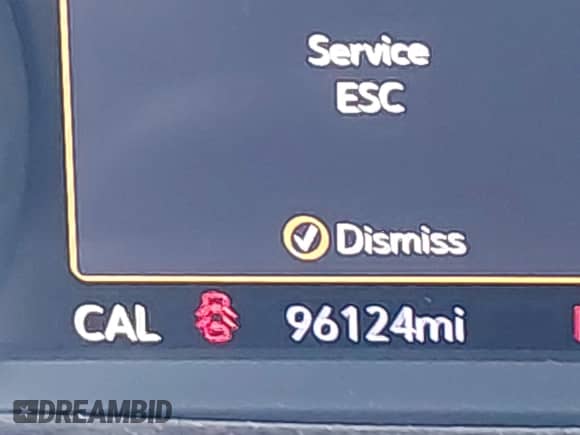 Service
ESC
Dismiss
CAL 96124mi
DREAMBID